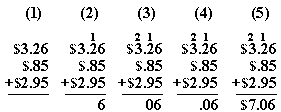 (1) (2) (3) (4) (5)
1 2 1 2 1 2 1
$3.26 $3.26 $3.26 $3.26 $3.26
$.85 $.85 $.85 $.85 $.85
+$2.95 +$2.95 +$2.95 +$2.95 +$2.95
6 06 .06 $7.06